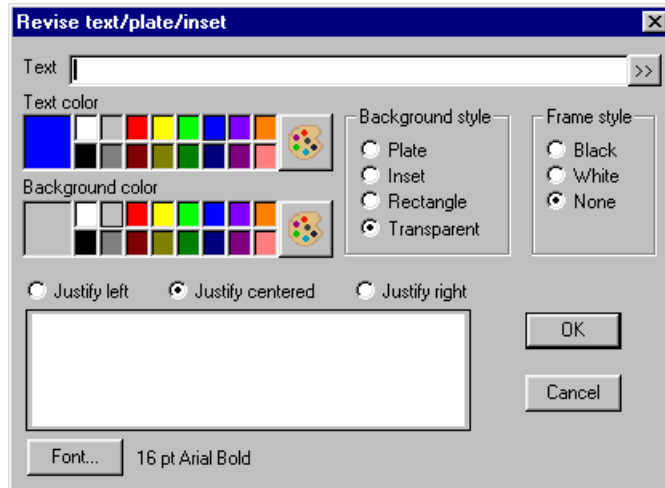 Revise text/plate/inset
Text
>>
Text color
Background style
Frame style
Plate
Black
Inset
White
Background color
Rectangle
None
Transparent
Justify left
Justify centered
Justify right
OK
Cancel
Font...
16 pt Arial Bold